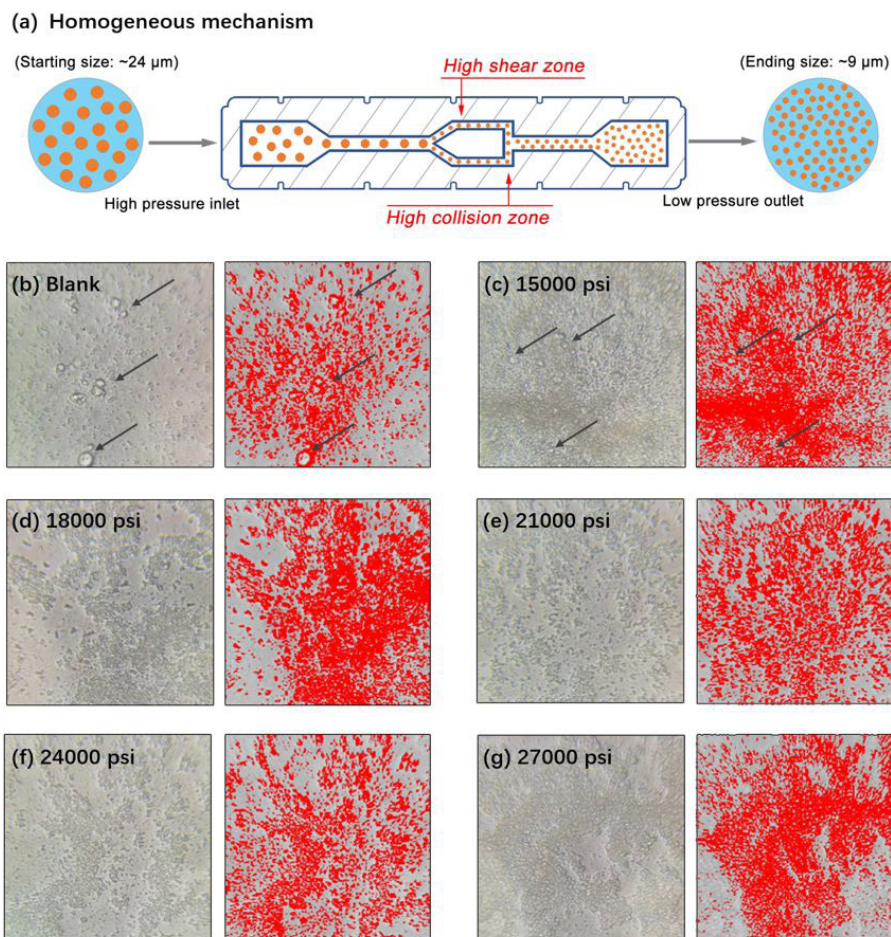 (a) Homogeneous mechanism
(Starting size: ~24 μm)
High shear zone
(Ending size: ~9 μm)
High pressure inlet
High collision zone
Low pressure outlet
(b) Blank
(c) 15000 psi
(d) 18000 psi
(e) 21000 psi
(f) 24000 psi
(g) 27000 psi